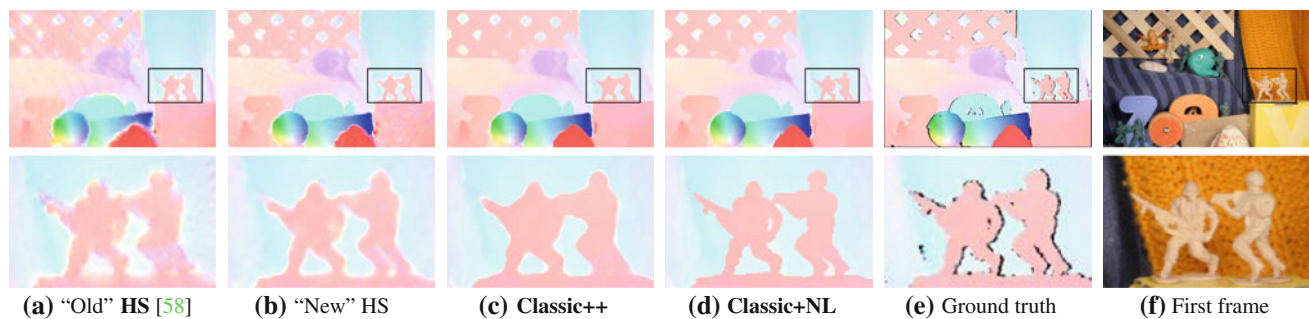 (a) “Old” HS [58] (b) “New” HS (c) Classic++ (d) Classic+NL (e) Ground truth (f) First frame